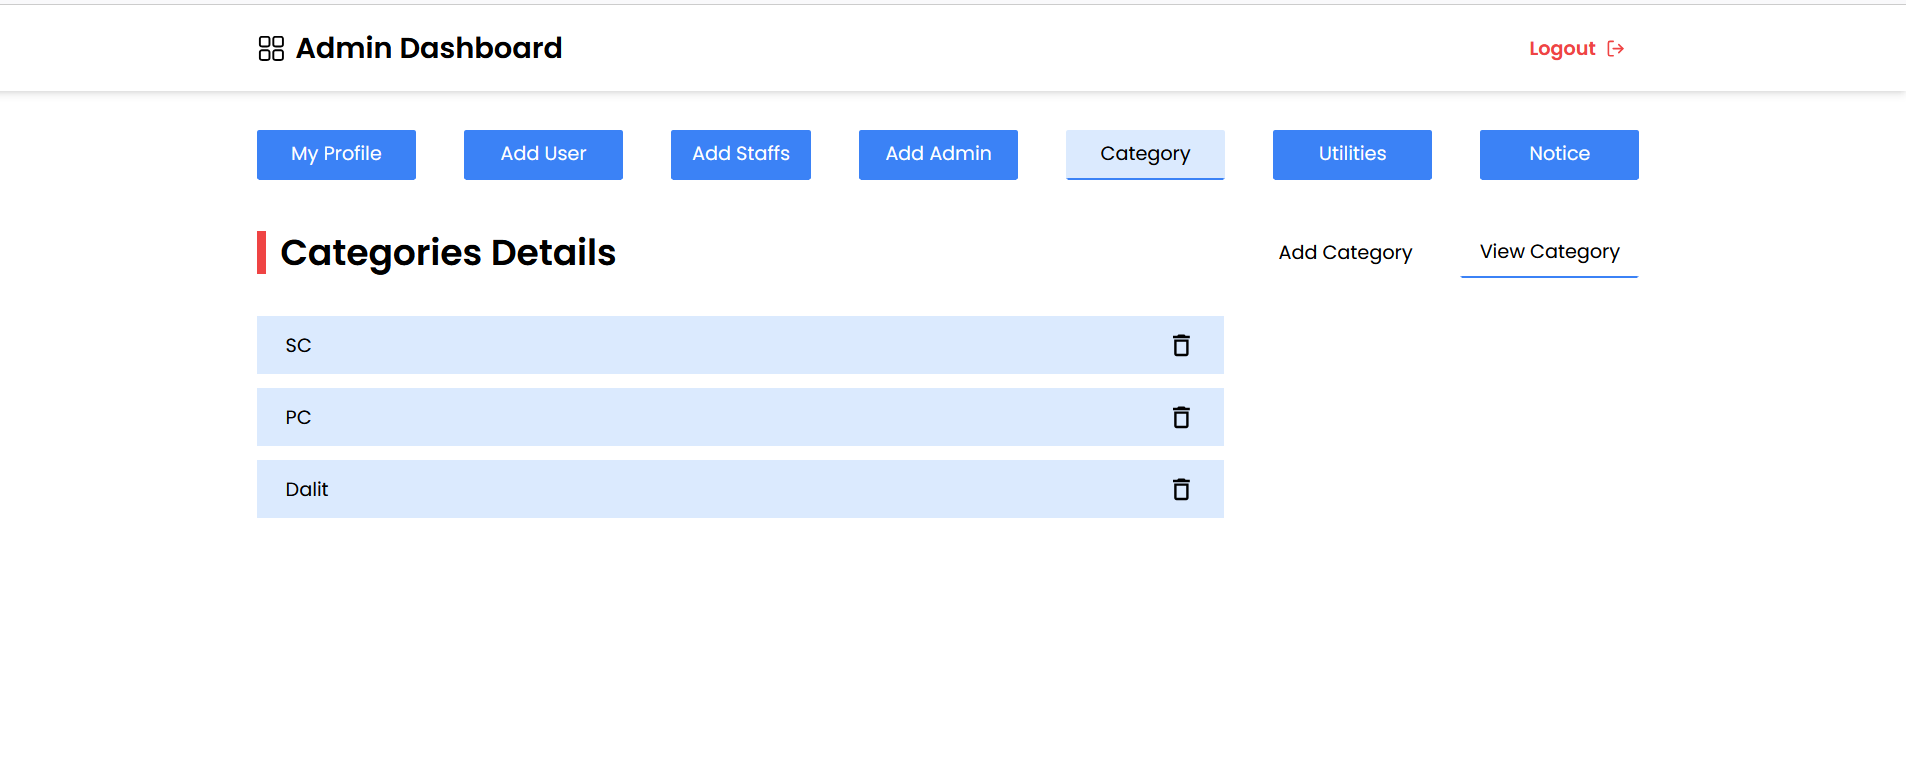 Admin Dashboard
Logout
My Profile
Add User
Add Staffs
Add Admin
Category
Utilities
Notice
Categories Details
Add Category
View Category
SC
PC
Dalit